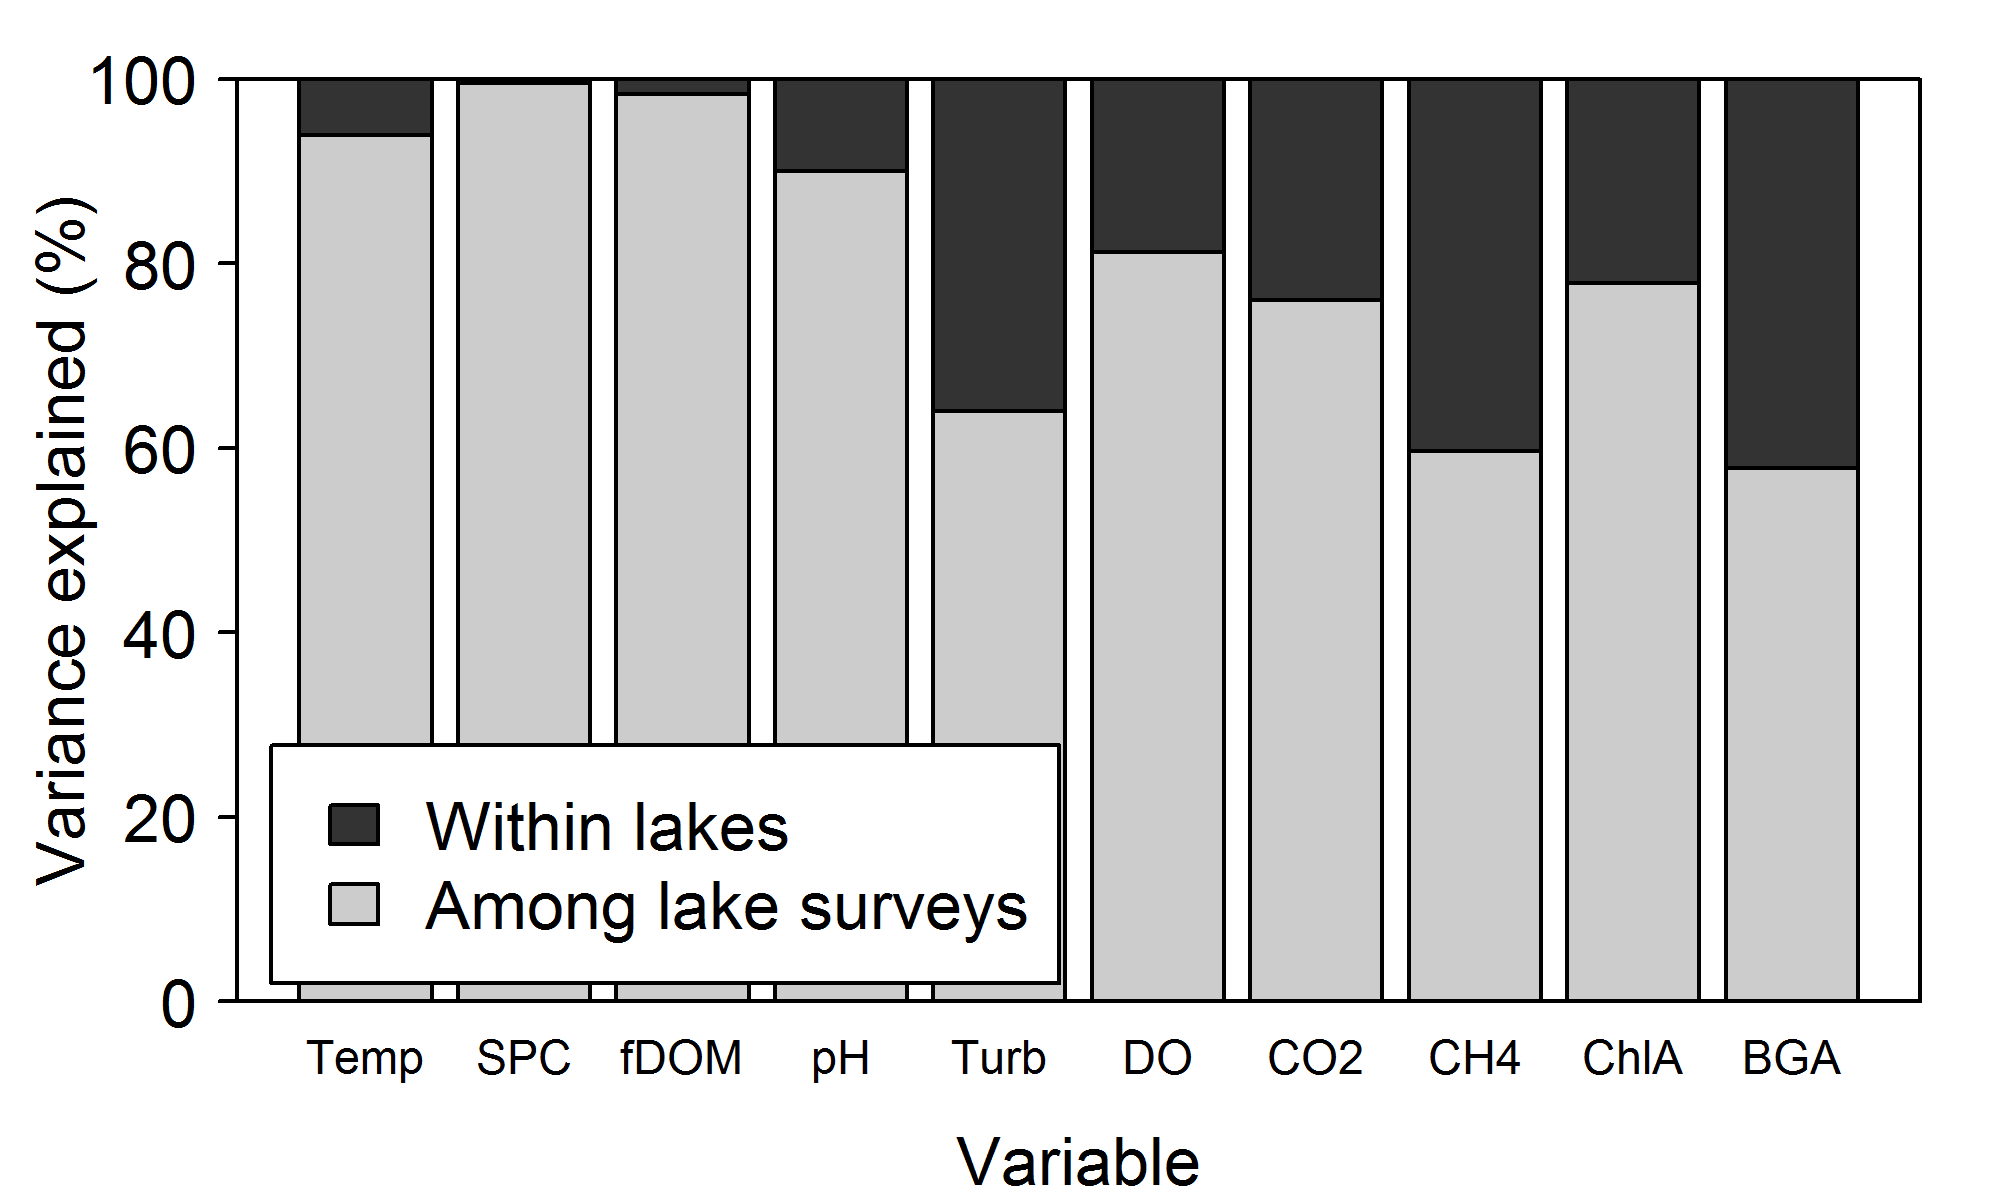 Variance explained (%)
100
80
60
40
20
0
Within lakes
Among lake surveys
Temp SPC fDOM pH Turb DO CO2 CH4 ChlA BGA
Variable